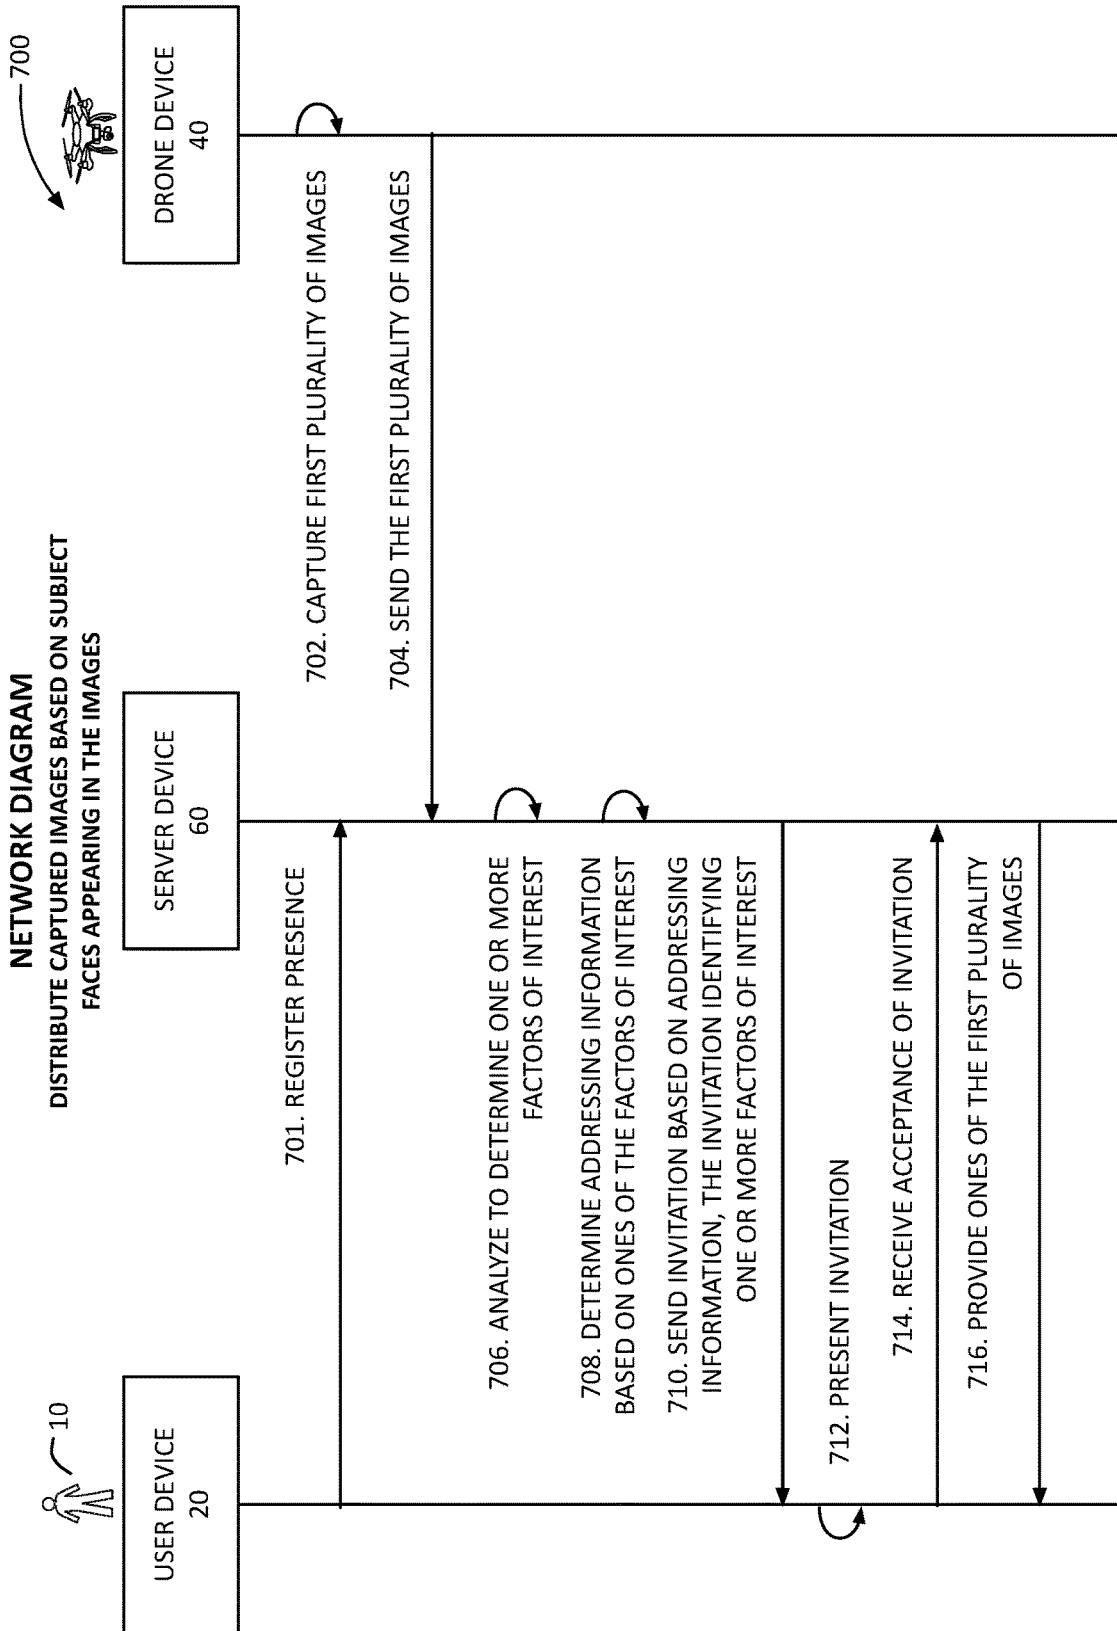 NETWORK DIAGRAM
DISTRIBUTE CAPTURED IMAGES BASED ON SUBJECT
FACES APPEARING IN THE IMAGES
700
10
USER DEVICE
20
SERVER DEVICE
60
DRONE DEVICE
40
701. REGISTER PRESENCE
702. CAPTURE FIRST PLURALITY OF IMAGES
704. SEND THE FIRST PLURALITY OF IMAGES
706. ANALYZE TO DETERMINE ONE OR MORE
FACTORS OF INTEREST
708. DETERMINE ADDRESSING INFORMATION
BASED ON ONES OF THE FACTORS OF INTEREST
710. SEND INVITATION BASED ON ADDRESSING
INFORMATION, THE INVITATION IDENTIFYING
ONE OR MORE FACTORS OF INTEREST
712. PRESENT INVITATION
714. RECEIVE ACCEPTANCE OF INVITATION
716. PROVIDE ONES OF THE FIRST PLURALITY
OF IMAGES